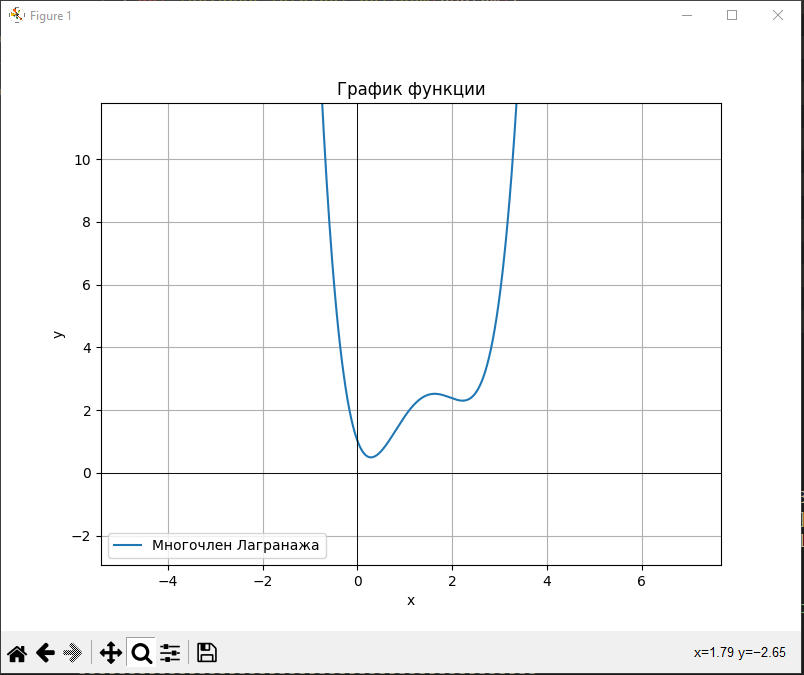 Figure 1
График функции
10
8
6
4
2
0
−2
y
Многочлен Лагранажа
−4 −2 0 2 4 6
x
x=1.79 y=−2.65